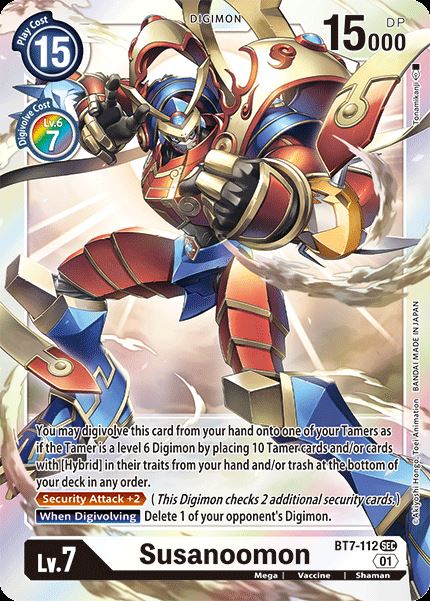 Play Cost
15
DIGIMON
15000
DP
Digivolve Cost
Lv.6
7
Tonamikanji
You may digivolve this card from your hand onto one of your Tamers as
if the Tamer is a level 6 Digimon by placing 10 Tamer cards and/or cards
with [Hybrid] in their traits from your hand and/or trash at the bottom of
your deck in any order.
Security Attack +2 (This Digimon checks 2 additional security cards.)
When Digivolving Delete 1 of your opponent's Digimon.
©Akiyoshi Hongo, Toei Animation BANDAI MADE IN JAPAN
Lv.7
Susanoomon
BT7-112 SEC
01
Mega | Vaccine | Shaman